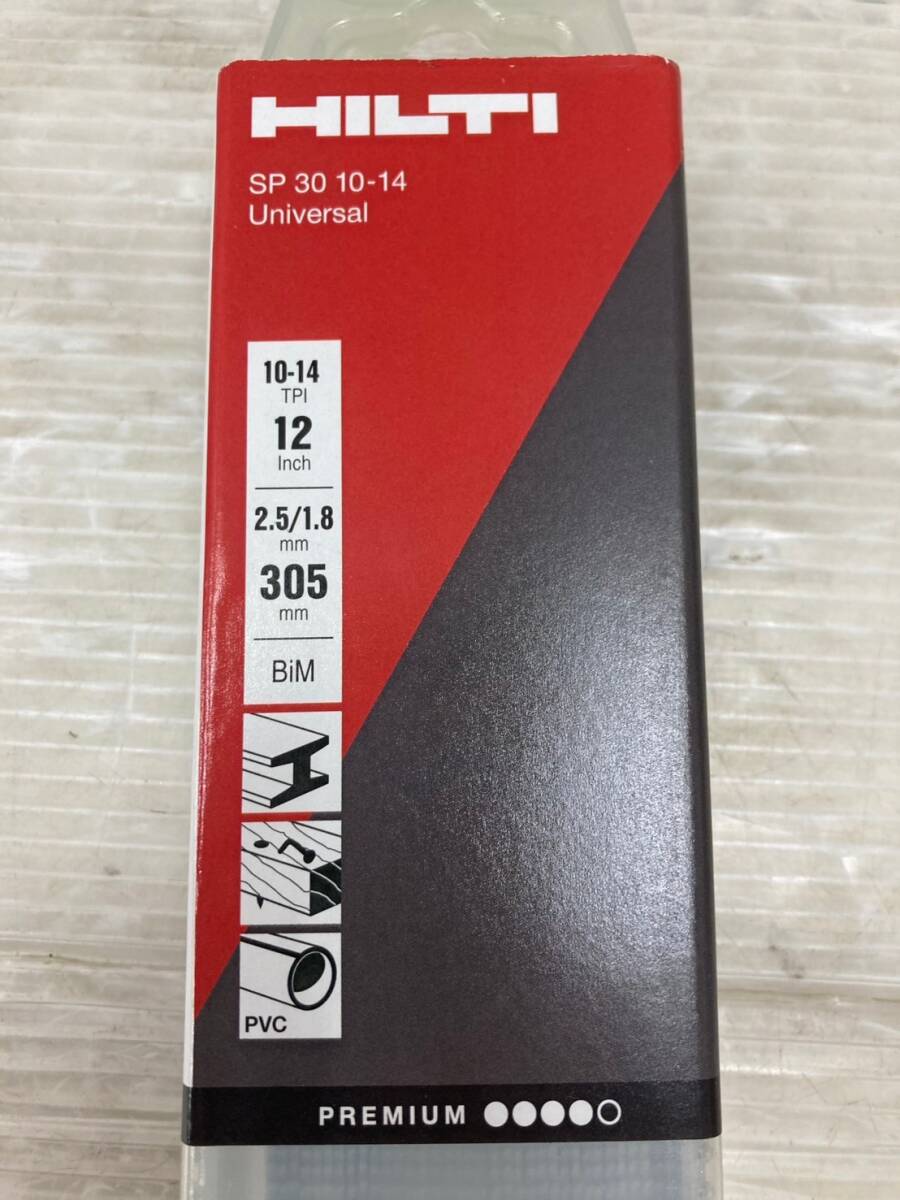 HILTI
SP 30 10-14
Universal
10-14
TPI
12
Inch
2.5/1.8
mm
305
mm
BiM
PVC
PREMIUM